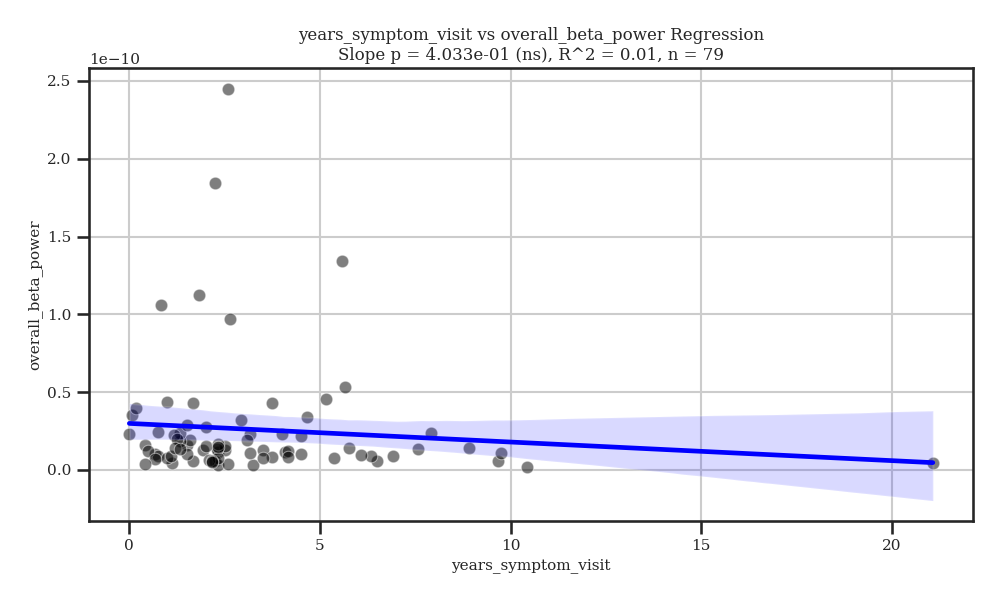 years_symptom_visit vs overall_beta_power Regression
Slope p = 4.033e-01 (ns), R^2 = 0.01, n = 79
1e−10
2.5
2.0
1.5
1.0
0.5
0.0
overall_beta_power
0 5 10 15 20
years_symptom_visit